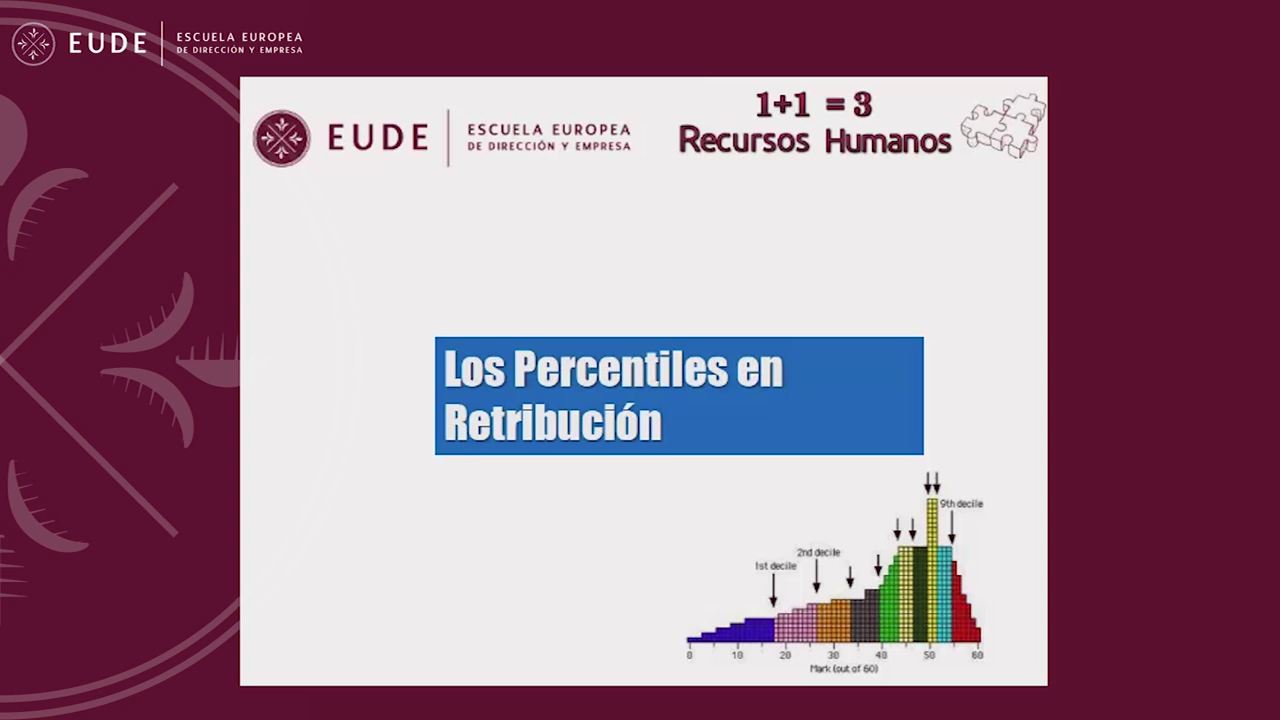 EUDE
ESCUELA EUROPEA
DE DIRECCIÓN Y EMPRESA
EUDE
ESCUELA EUROPEA
DE DIRECCIÓN Y EMPRESA
1+1 = 3
Recursos Humanos
Los Percentiles en
Retribución
9th decile
2nd decile
1st decile
0 10 20 30 40 50 60
Mark (out of 60)